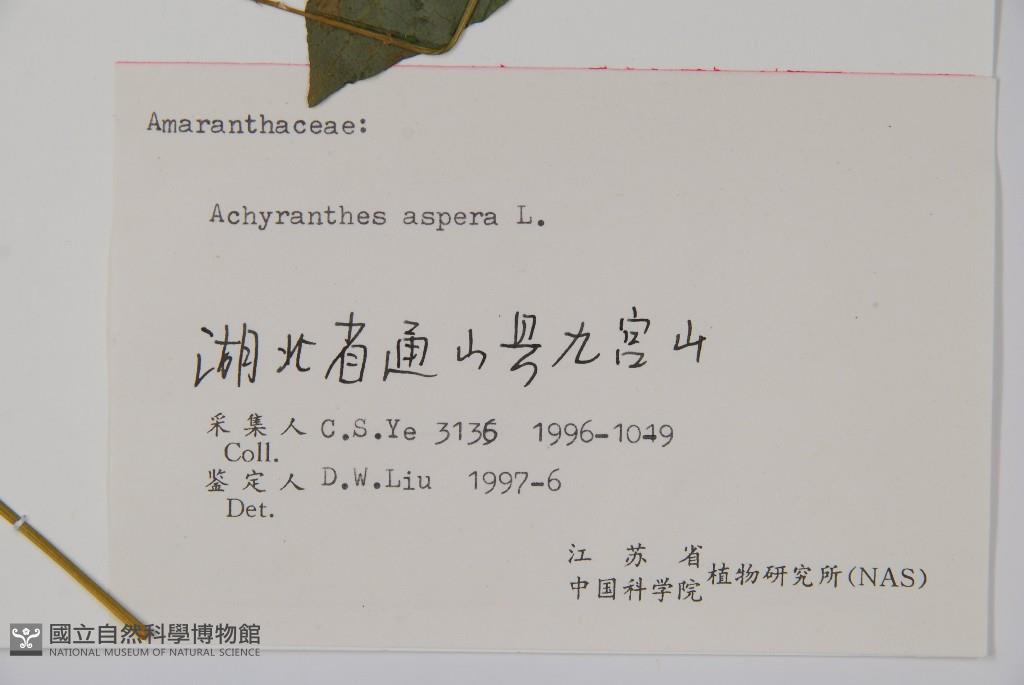 Amaranthaceae:
Achyranthes aspera L.
湖北省通山县九宫山
采集人 C.S.Ye 3136 1996-10-19
Coll.
鉴定人 D.W.Liu 1997-6
Det.
江苏省
中国科学院植物研究所(NAS)
國立自然科學博物館
NATIONAL MUSEUM OF NATURAL SCIENCE